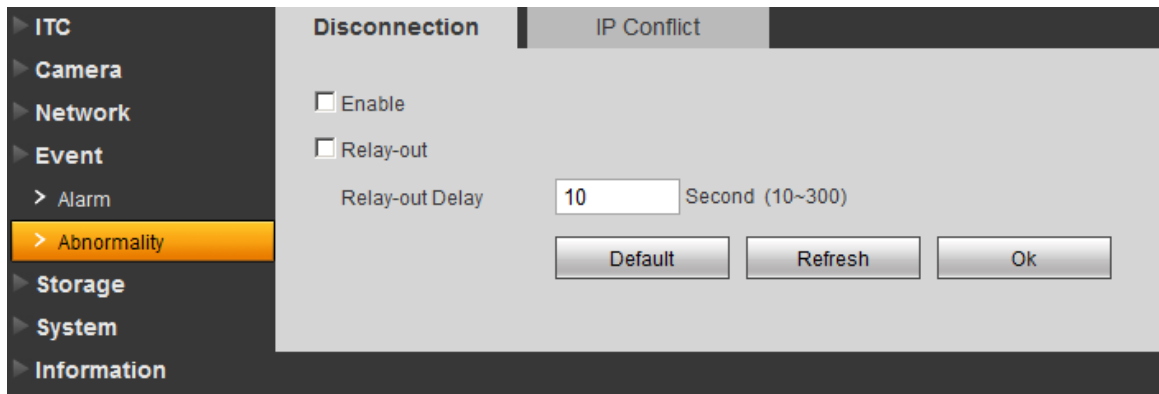 ITC
Camera
Network
Event
> Alarm
> Abnormality
Storage
System
Information
Disconnection
IP Conflict
Enable
Relay-out
Relay-out Delay 10 Second (10~300)
Default Refresh Ok